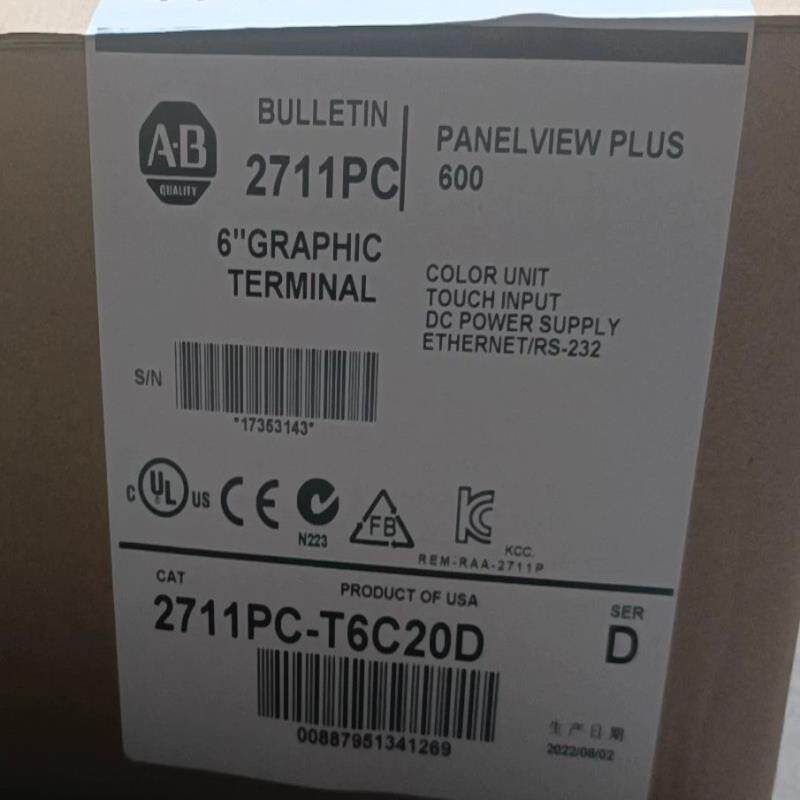 A·B
QUALITY
BULLETIN
2711PC
PANELVIEW PLUS
600
6"GRAPHIC
TERMINAL
COLOR UNIT
TOUCH INPUT
DC POWER SUPPLY
ETHERNET/RS-232
S/N
*17353143*
C UL US CE N223 FB
KCC.
REM-RAA-2711P
CAT
PRODUCT OF USA
SER
2711PC-T6C20D
D
00887951341269
生产日期
2022/08/02